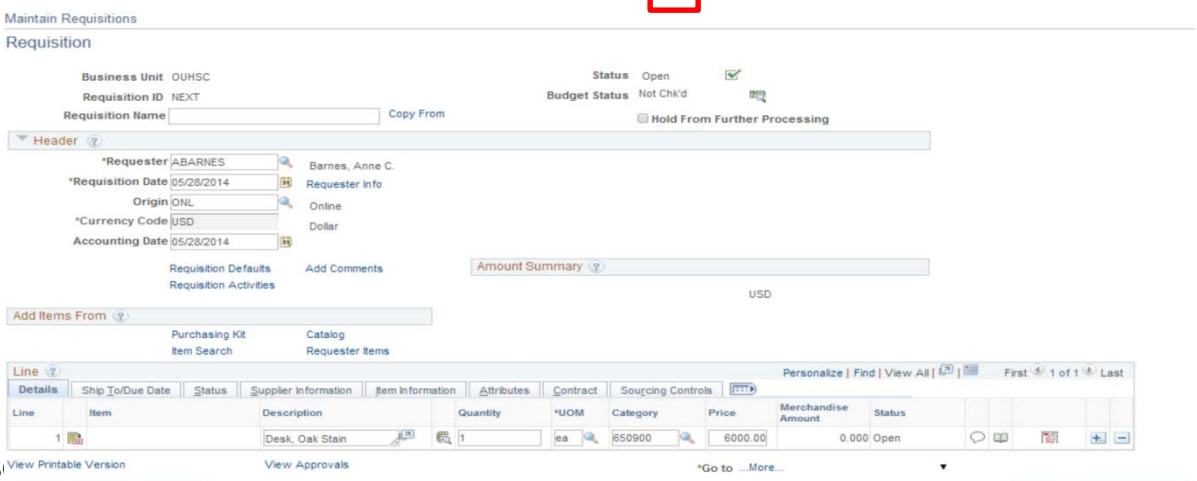 Maintain Requisitions
Requisition
Business Unit OUHSC Status Open
Requisition ID NEXT Budget Status Not Chk'd
Requisition Name Copy From Hold From Further Processing
Header
*Requester ABARNES Barnes, Anne C.
*Requisition Date 05/28/2014 Requester Info
Origin ONL Online
*Currency Code USD Dollar
Accounting Date 05/28/2014
Requisition Defaults Add Comments Amount Summary
Requisition Activities
USD
Add Items From
Purchasing Kit Catalog
Item Search Requester Items
Line Personalize | Find | View All | First 1 of 1 Last
Details Ship To/Due Date Status Supplier Information Item Information Attributes Contract Sourcing Controls
Line Item Description Quantity *UOM Category Price Merchandise Amount Status
1 Desk, Oak Stain 1 ea 650900 6000.00 0.000 Open
View Printable Version View Approvals *Go to ...More...